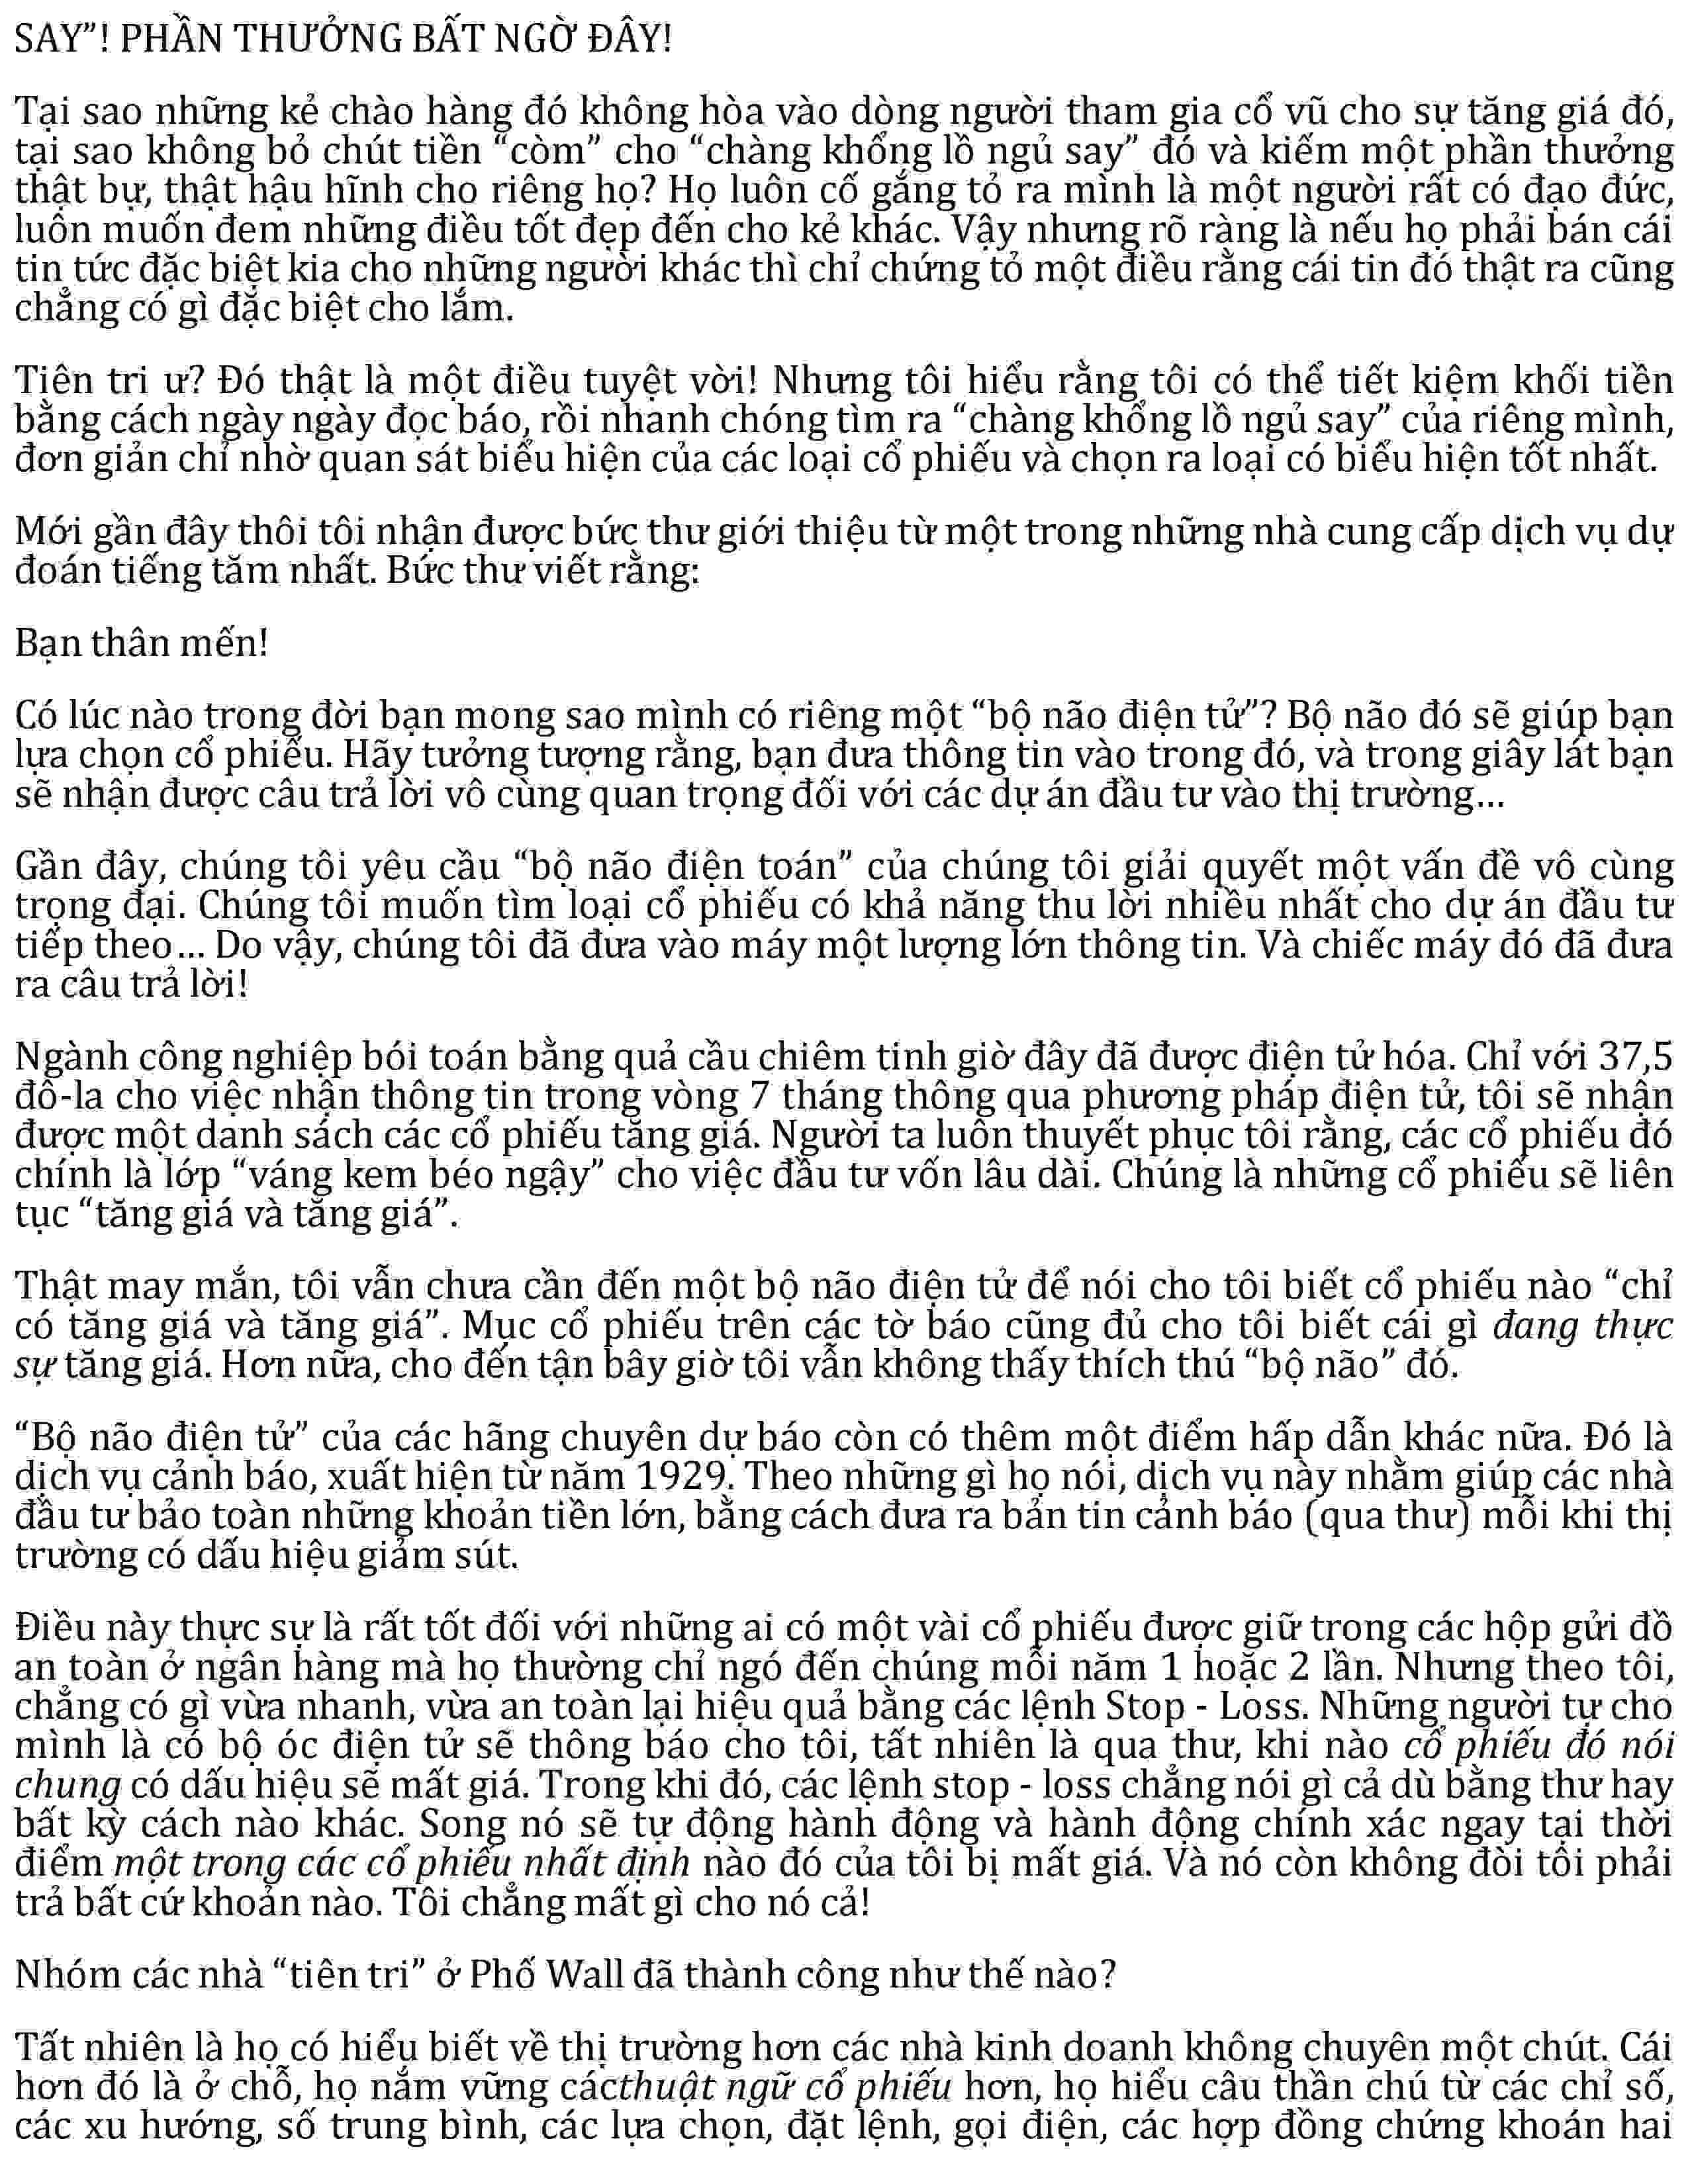 SAY”! PHẦN THƯỞNG BẤT NGỜ ĐÂY!
Tại sao những kẻ chào hàng đó không hòa vào dòng người tham gia cổ vũ cho sự tăng giá đó,
tại sao không bỏ chút tiền “còm” cho “chàng khổng lồ ngủ say” đó và kiếm một phần thưởng
thật bự, thật hậu hĩnh cho riêng họ? Họ luôn cố gắng tỏ ra mình là một người rất có đạo đức,
luôn muốn đem những điều tốt đẹp đến cho kẻ khác. Vậy nhưng rõ ràng là nếu họ phải bán cái
tin tức đặc biệt kia cho những người khác thì chỉ chứng tỏ một điều rằng cái tin đó thật ra cũng
chẳng có gì đặc biệt cho lắm.
Tiên tri ư? Đó thật là một điều tuyệt vời! Nhưng tôi hiểu rằng tôi có thể tiết kiệm khối tiền
bằng cách ngày ngày đọc báo, rồi nhanh chóng tìm ra “chàng khổng lồ ngủ say” của riêng mình,
đơn giản chỉ nhờ quan sát biểu hiện của các loại cổ phiếu và chọn ra loại có biểu hiện tốt nhất.
Mới gần đây thôi tôi nhận được bức thư giới thiệu từ một trong những nhà cung cấp dịch vụ dự
đoán tiếng tăm nhất. Bức thư viết rằng:
Bạn thân mến!
Có lúc nào trong đời bạn mong sao mình có riêng một “bộ não điện tử”? Bộ não đó sẽ giúp bạn
lựa chọn cổ phiếu. Hãy tưởng tượng rằng, bạn đưa thông tin vào trong đó, và trong giây lát bạn
sẽ nhận được câu trả lời vô cùng quan trọng đối với các dự án đầu tư vào thị trường...
Gần đây, chúng tôi yêu cầu “bộ não điện toán” của chúng tôi giải quyết một vấn đề vô cùng
trọng đại. Chúng tôi muốn tìm loại cổ phiếu có khả năng thu lời nhiều nhất cho dự án đầu tư
tiếp theo... Do vậy, chúng tôi đã đưa vào máy một lượng lớn thông tin. Và chiếc máy đó đã đưa
ra câu trả lời!
Ngành công nghiệp bói toán bằng quả cầu chiêm tinh giờ đây đã được điện tử hóa. Chỉ với 37,5
đô-la cho việc nhận thông tin trong vòng 7 tháng thông qua phương pháp điện tử, tôi sẽ nhận
được một danh sách các cổ phiếu tăng giá. Người ta luôn thuyết phục tôi rằng, các cổ phiếu đó
chính là lớp “váng kem béo ngậy” cho việc đầu tư vốn lâu dài. Chúng là những cổ phiếu sẽ liên
tục “tăng giá và tăng giá”.
Thật may mắn, tôi vẫn chưa cần đến một bộ não điện tử để nói cho tôi biết cổ phiếu nào “chỉ
có tăng giá và tăng giá”. Mục cổ phiếu trên các tờ báo cũng đủ cho tôi biết cái gì đang thực
sự tăng giá. Hơn nữa, cho đến tận bây giờ tôi vẫn không thấy thích thú “bộ não” đó.
“Bộ não điện tử” của các hãng chuyên dự báo còn có thêm một điểm hấp dẫn khác nữa. Đó là
dịch vụ cảnh báo, xuất hiện từ năm 1929. Theo những gì họ nói, dịch vụ này nhằm giúp các nhà
đầu tư bảo toàn những khoản tiền lớn, bằng cách đưa ra bản tin cảnh báo (qua thư) mỗi khi thị
trường có dấu hiệu giảm sút.
Điều này thực sự là rất tốt đối với những ai có một vài cổ phiếu được giữ trong các hộp gửi đồ
an toàn ở ngân hàng mà họ thường chỉ ngó đến chúng mỗi năm 1 hoặc 2 lần. Nhưng theo tôi,
chẳng có gì vừa nhanh, vừa an toàn lại hiệu quả bằng các lệnh Stop - Loss. Những người tự cho
mình là có bộ óc điện tử sẽ thông báo cho tôi, tất nhiên là qua thư, khi nào cổ phiếu đó nói
chung có dấu hiệu sẽ mất giá. Trong khi đó, các lệnh stop - loss chẳng nói gì cả dù bằng thư hay
bất kỳ cách nào khác. Song nó sẽ tự động hành động và hành động chính xác ngay tại thời
điểm một trong các cổ phiếu nhất định nào đó của tôi bị mất giá. Và nó còn không đòi tôi phải
trả bất cứ khoản nào. Tôi chẳng mất gì cho nó cả!
Nhóm các nhà “tiên tri” ở Phố Wall đã thành công như thế nào?
Tất nhiên là họ có hiểu biết về thị trường hơn các nhà kinh doanh không chuyên một chút. Cái
hơn đó là ở chỗ, họ nắm vững cácthuật ngữ cổ phiếu hơn, họ hiểu câu thần chú từ các chỉ số,
các xu hướng, số trung bình, các lựa chọn, đặt lệnh, gọi điện, các hợp đồng chứng khoán hai